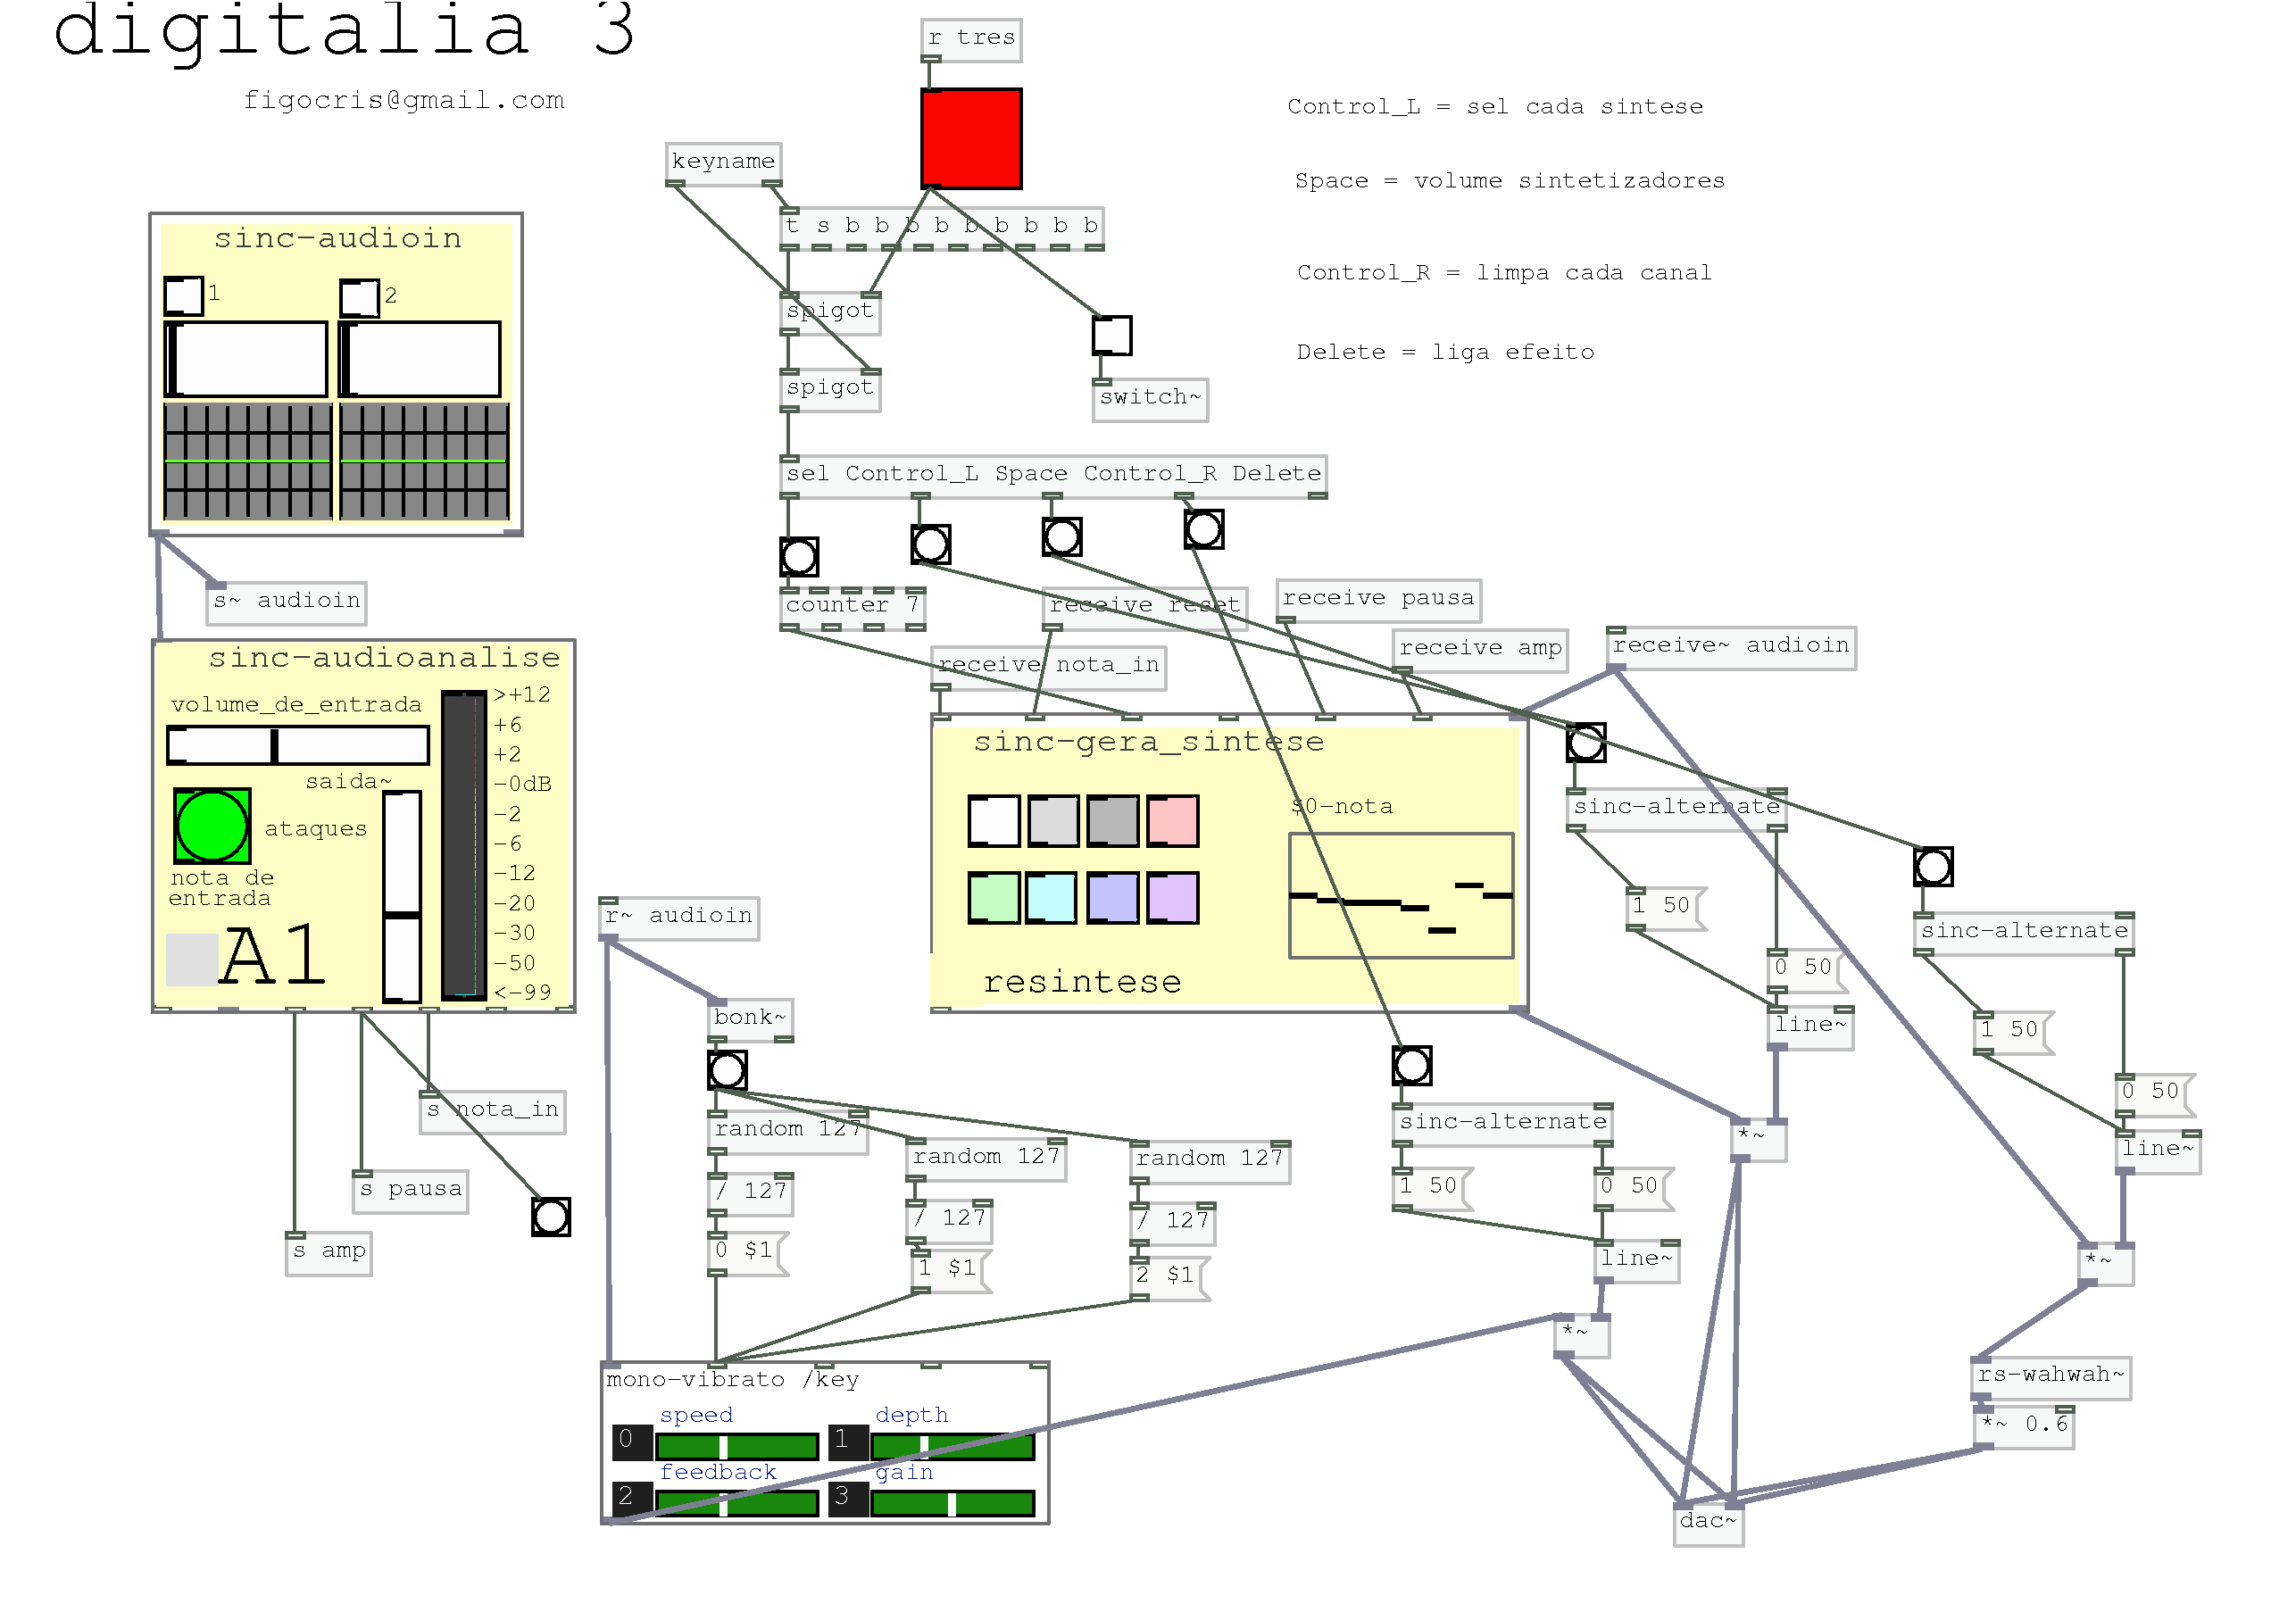 digitalia 3
figocris@gmail.com
r tres
keyname
t s b b b b b b b b b
spigot
spigot
switch~
Control_L = sel cada sintese
Space = volume sintetizadores
Control_R = limpa cada canal
Delete = liga efeito
sel Control_L Space Control_R Delete
counter 7
receive reset
receive pausa
receive nota_in
receive amp
receive~ audioin
sinc-audioin
1
2
s~ audioin
sinc-audioanalise
volume_de_entrada
saida~
ataques
nota de
entrada
A1
>+12
+6
+2
-0dB
-2
-6
-12
-20
-30
-50
<-99
s nota_in
s pausa
s amp
sinc-gera_sintese
$0-nota
resintese
r~ audioin
bonk~
random 127
random 127
random 127
/ 127
/ 127
/ 127
0 $1
1 $1
2 $1
mono-vibrato /key
speed
depth
0
1
feedback
gain
2
3
sinc-alternate
1 50
0 50
line~
*~
sinc-alternate
1 50
0 50
line~
*~
sinc-alternate
1 50
0 50
line~
*~
rs-wahwah~
*~ 0.6
dac~